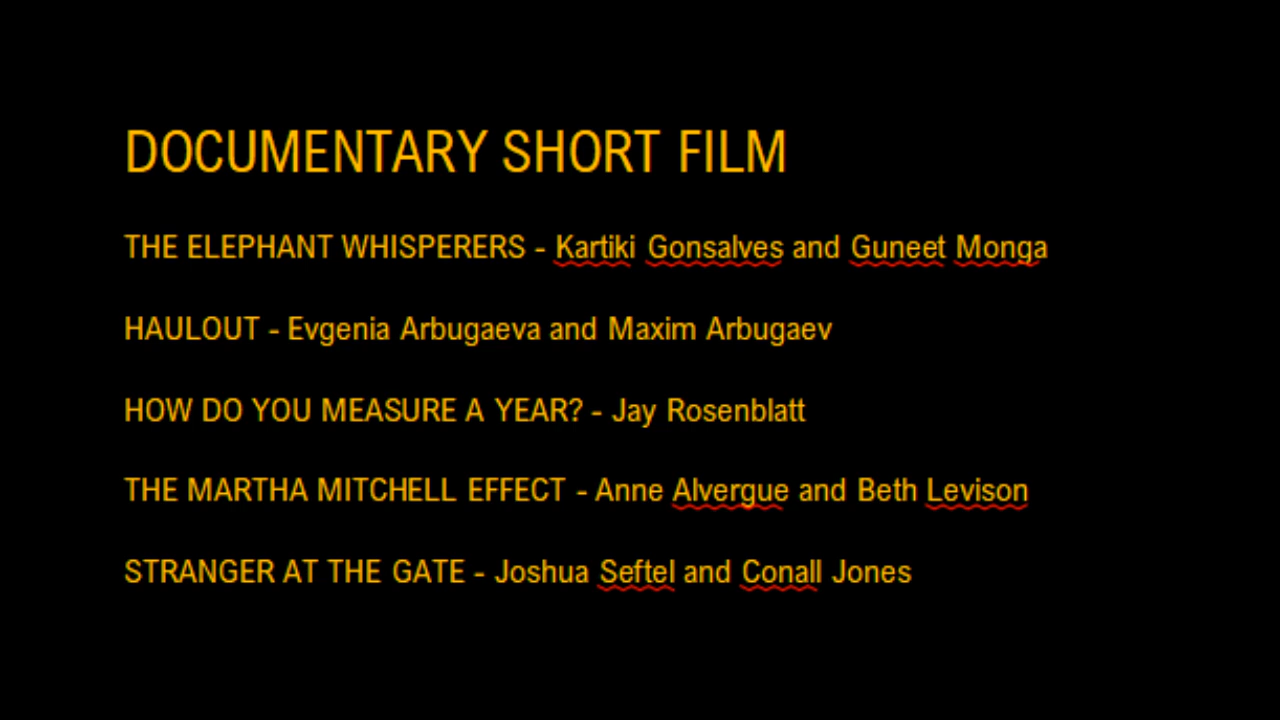 DOCUMENTARY SHORT FILM
THE ELEPHANT WHISPERERS - Kartiki Gonsalves and Guneet Monga
HAULOUT - Evgenia Arbugaeva and Maxim Arbugaev
HOW DO YOU MEASURE A YEAR? - Jay Rosenblatt
THE MARTHA MITCHELL EFFECT - Anne Alvergue and Beth Levison
STRANGER AT THE GATE - Joshua Seftel and Conall Jones